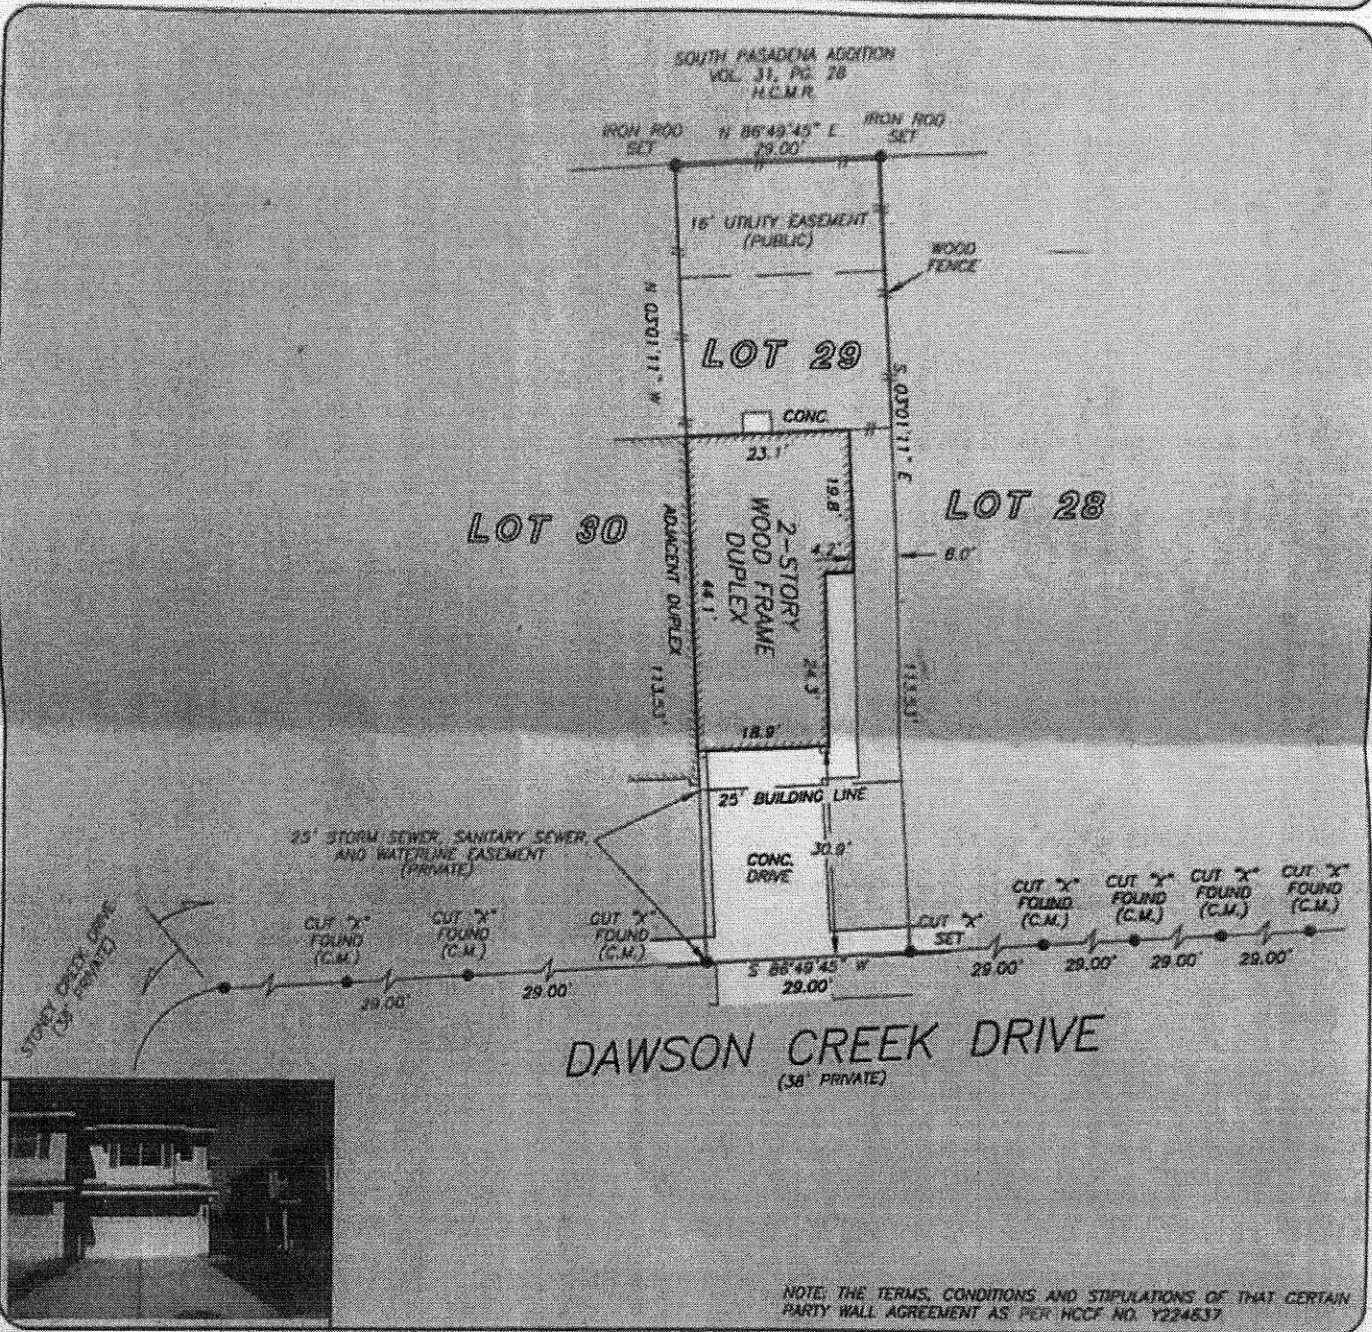 SOUTH PASADENA ADDITION
VOL. 31, PG. 28
H.C.M.R.
IRON ROD
SET
N 86°49'45" E
29.00'
IRON ROD
SET
16' UTILITY EASEMENT
(PUBLIC)
WOOD
FENCE
N 03°01'11" W
LOT 29
S 03°01'11" E
CONC.
23.1'
19.8'
LOT 30
LOT 28
ADJACENT DUPLEX
2-STORY
WOOD FRAME
DUPLEX
4.2'
6.0'
44.1'
24.3'
113.53'
113.53'
18.9'
25' BUILDING LINE
25' STORM SEWER, SANITARY SEWER,
AND WATERLINE EASEMENT
(PRIVATE)
CONC.
DRIVE
30.9'
STONEY CREEK DRIVE
(38' PRIVATE)
CUT "X"
FOUND
(C.M.)
CUT "X"
FOUND
(C.M.)
CUT "X"
FOUND
(C.M.)
CUT "X"
SET
CUT "X"
FOUND
(C.M.)
CUT "X"
FOUND
(C.M.)
CUT "X"
FOUND
(C.M.)
CUT "X"
FOUND
(C.M.)
29.00'
29.00'
S 86°49'45" W
29.00'
29.00'
29.00'
29.00'
29.00'
DAWSON CREEK DRIVE
(38' PRIVATE)
NOTE: THE TERMS, CONDITIONS AND STIPULATIONS OF THAT CERTAIN
PARTY WALL AGREEMENT AS PER HCCF NO. Y224637